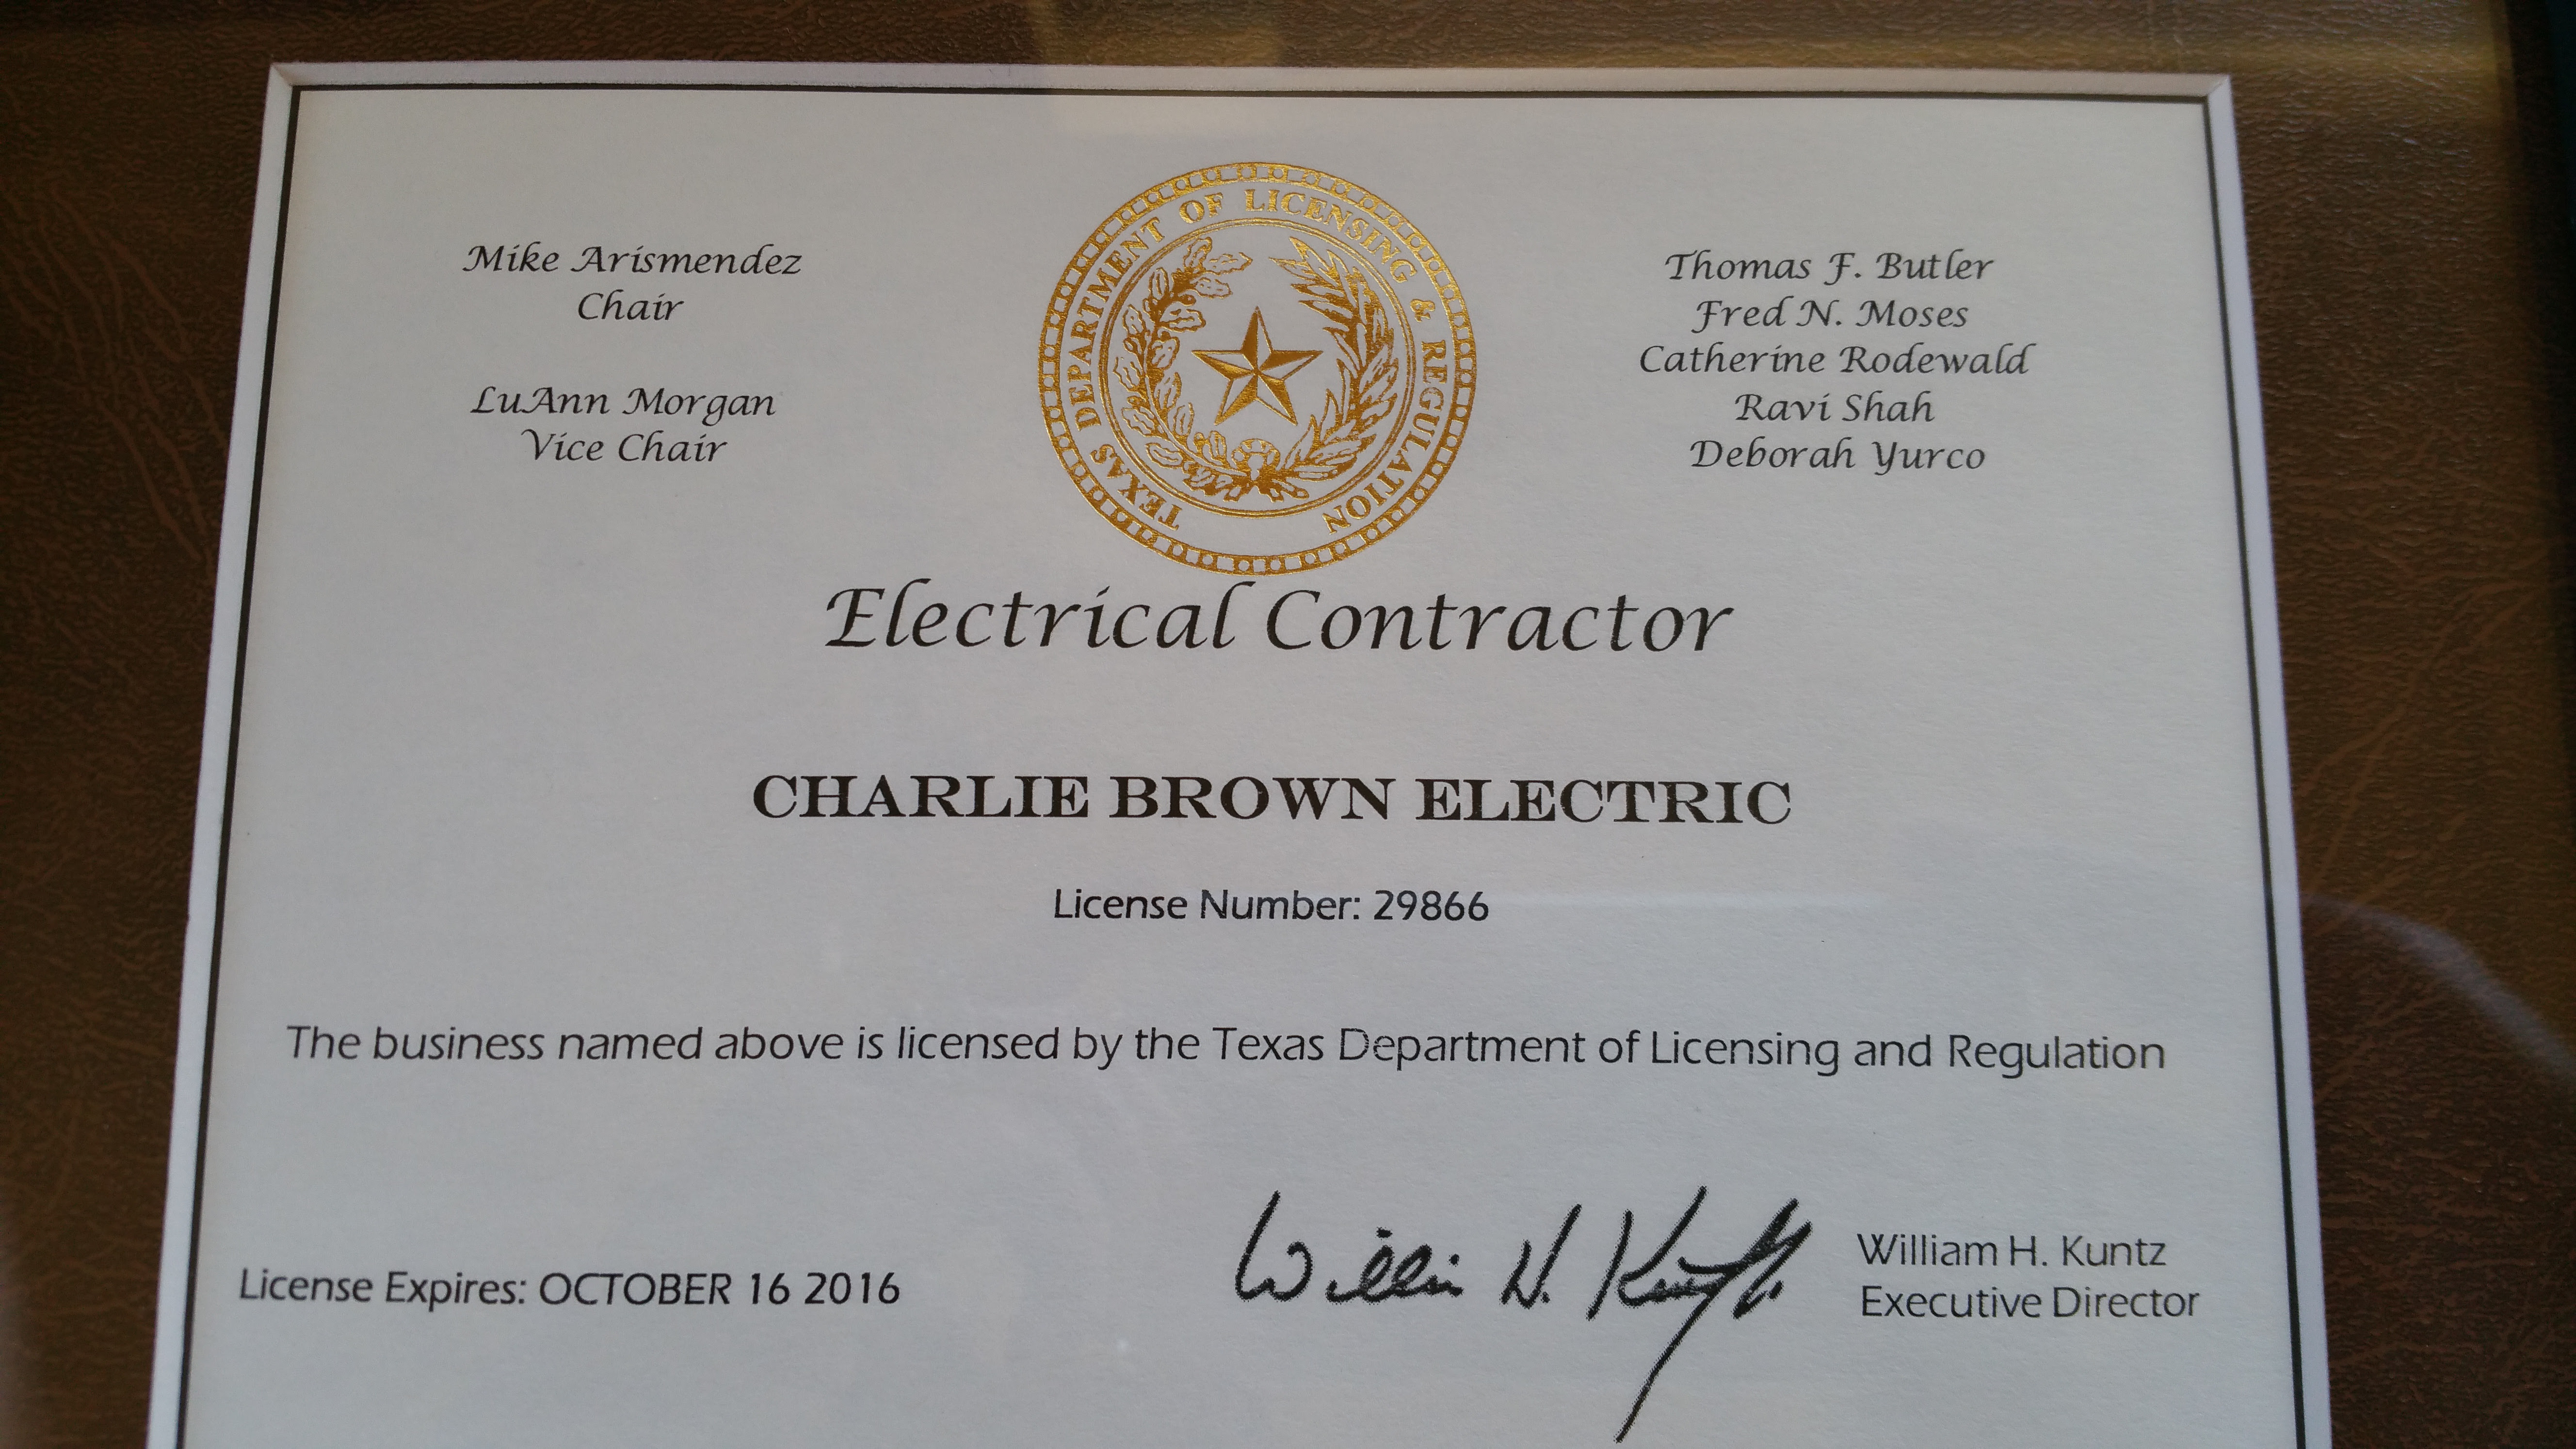 Mike Arismendez
Chair
LuAnn Morgan
Vice Chair
TEXAS DEPARTMENT OF LICENSING & REGULATION
Thomas F. Butler
Fred N. Moses
Catherine Rodewald
Ravi Shah
Deborah Yurco
Electrical Contractor
CHARLIE BROWN ELECTRIC
License Number: 29866
The business named above is licensed by the Texas Department of Licensing and Regulation
License Expires: OCTOBER 16 2016
William H. Kuntz
William H. Kuntz
Executive Director